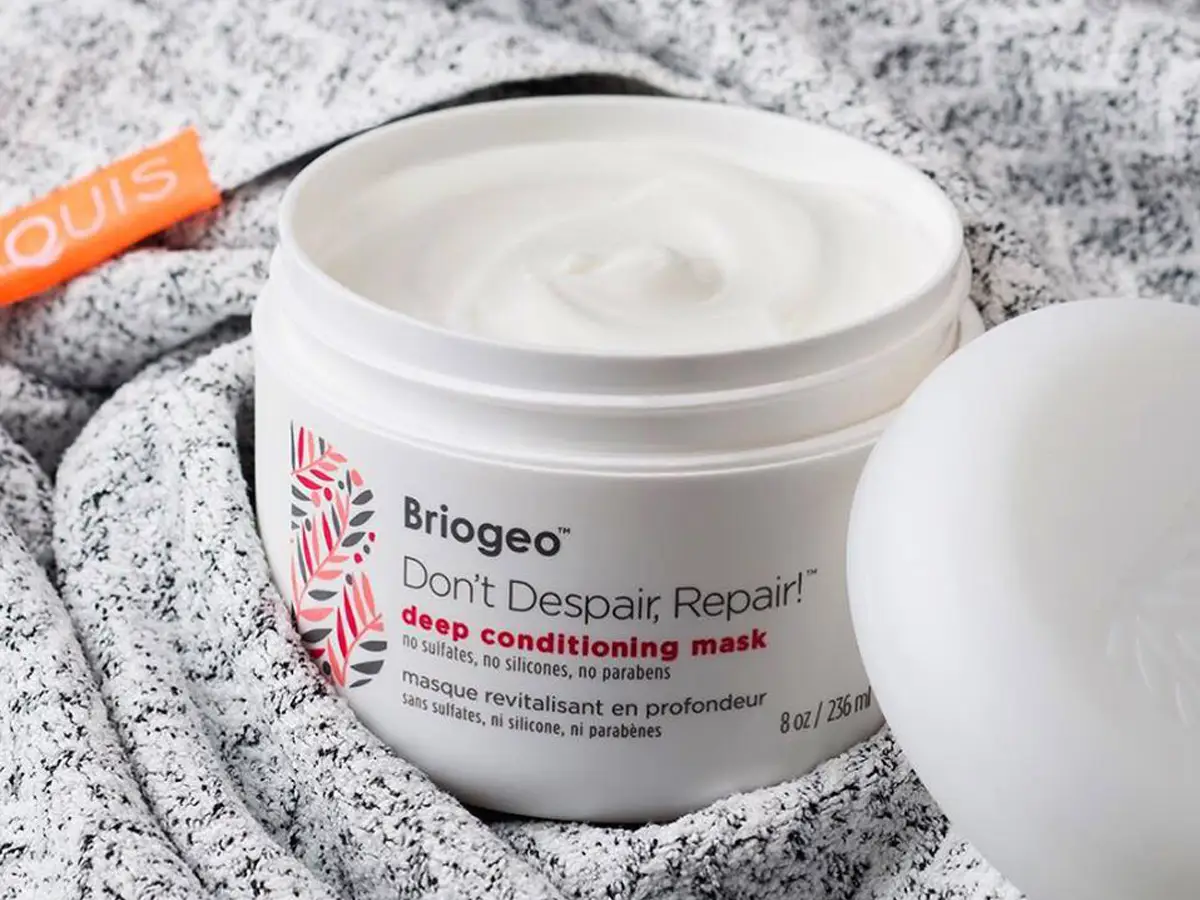 QUIS
Briogeo™
Don't Despair, Repair!™
deep conditioning mask
no sulfates, no silicones, no parabens
masque revitalisant en profondeur
sans sulfates, ni silicone, ni parabènes
8 oz / 236 ml